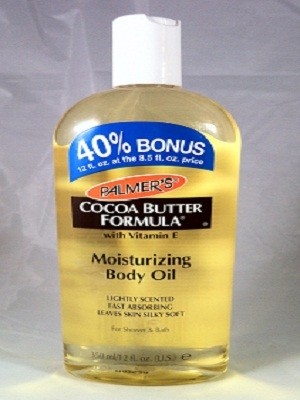 40% BONUS
12 fl. oz. at the 8.5 fl. oz. price
PALMER'S®
COCOA BUTTER
FORMULA®
with Vitamin E
Moisturizing
Body Oil
LIGHTLY SCENTED
FAST ABSORBING
LEAVES SKIN SILKY SOFT
For Shower & Bath
350 ml/12 fl. oz. (U.S.) e